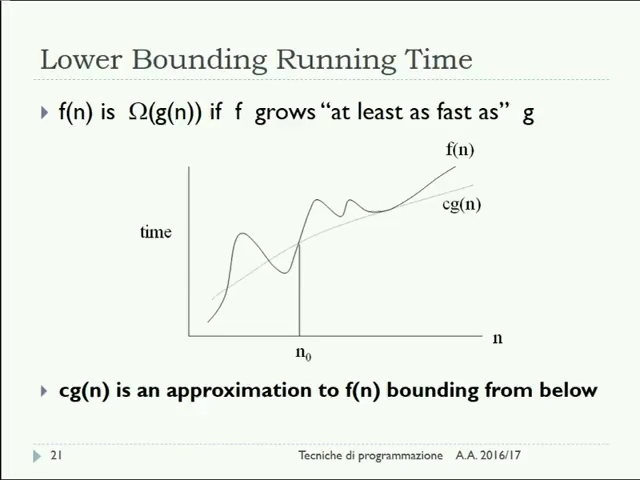 Lower Bounding Running Time
f(n) is Ω(g(n)) if f grows “at least as fast as” g
f(n)
cg(n)
time
n
n₀
cg(n) is an approximation to f(n) bounding from below
21 Tecniche di programmazione A.A. 2016/17